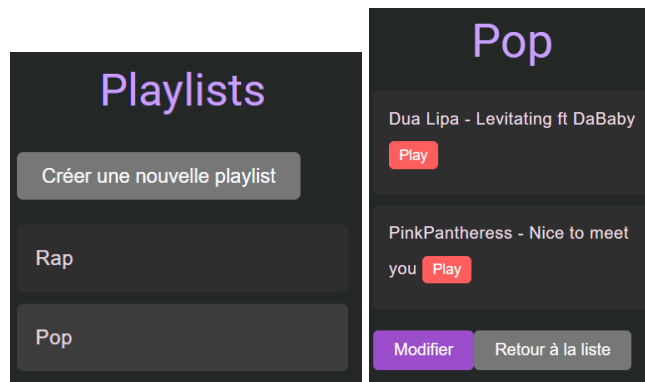 Playlists
Créer une nouvelle playlist
Rap
Pop
Pop
Dua Lipa - Levitating ft DaBaby
Play
PinkPantheress - Nice to meet
you Play
Modifier Retour à la liste